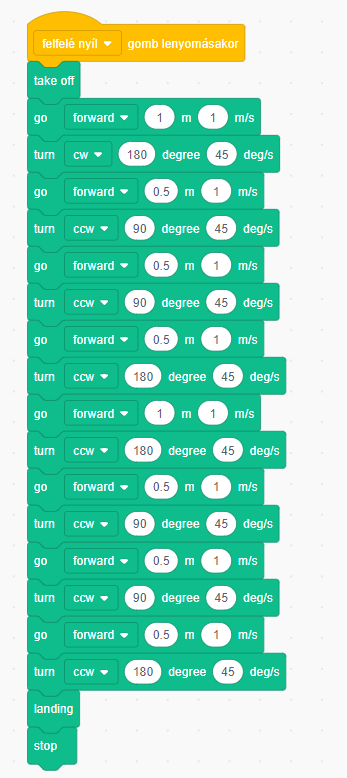 felfelé nyíl gomb lenyomásakor
take off
go forward 1 m 1 m/s
turn cw 180 degree 45 deg/s
go forward 0.5 m 1 m/s
turn ccw 90 degree 45 deg/s
go forward 0.5 m 1 m/s
turn ccw 90 degree 45 deg/s
go forward 0.5 m 1 m/s
turn ccw 180 degree 45 deg/s
go forward 1 m 1 m/s
turn ccw 180 degree 45 deg/s
go forward 0.5 m 1 m/s
turn ccw 90 degree 45 deg/s
go forward 0.5 m 1 m/s
turn ccw 90 degree 45 deg/s
go forward 0.5 m 1 m/s
turn ccw 180 degree 45 deg/s
landing
stop